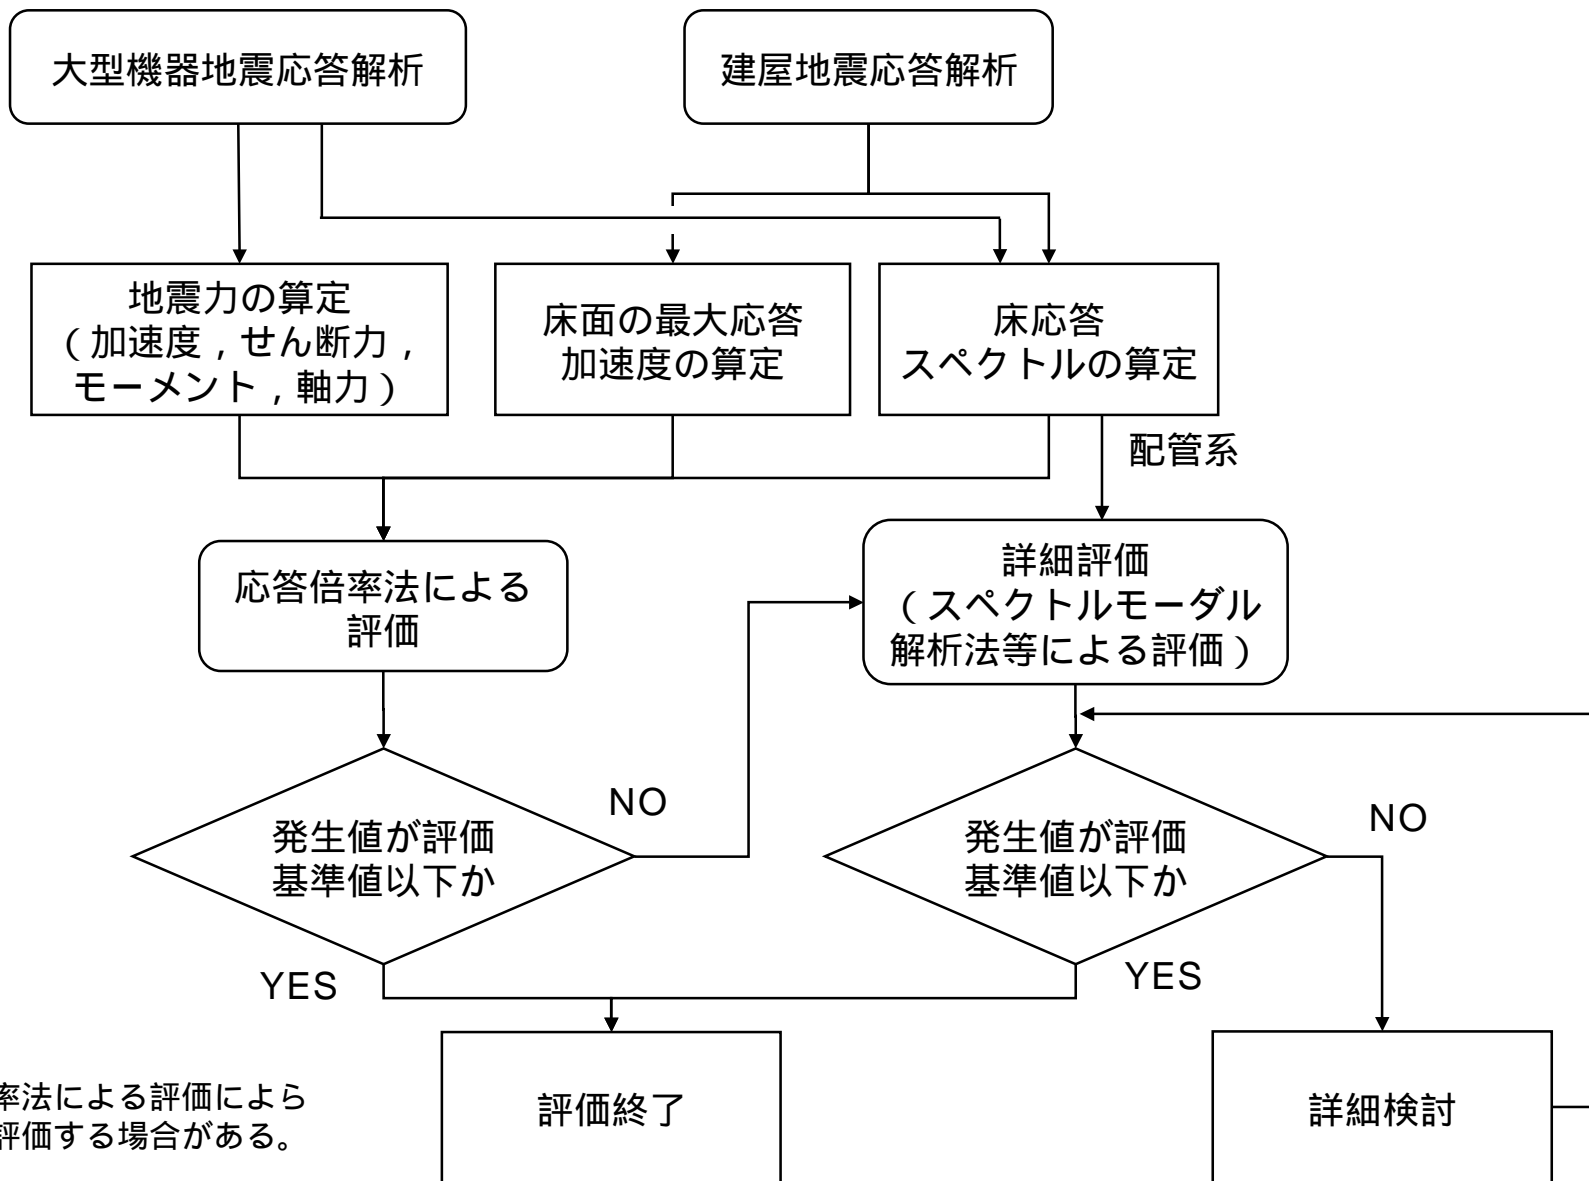 大型機器地震応答解析
建屋地震応答解析
地震力の算定
（加速度，せん断力，
モーメント，軸力）
床面の最大応答
加速度の算定
床応答
スペクトルの算定
配管系
応答倍率法による
評価
詳細評価
（スペクトルモーダル
解析法等による評価）
発生値が評価
基準値以下か
NO
発生値が評価
基準値以下か
NO
YES
YES
率法による評価によら
評価する場合がある。
評価終了
詳細検討